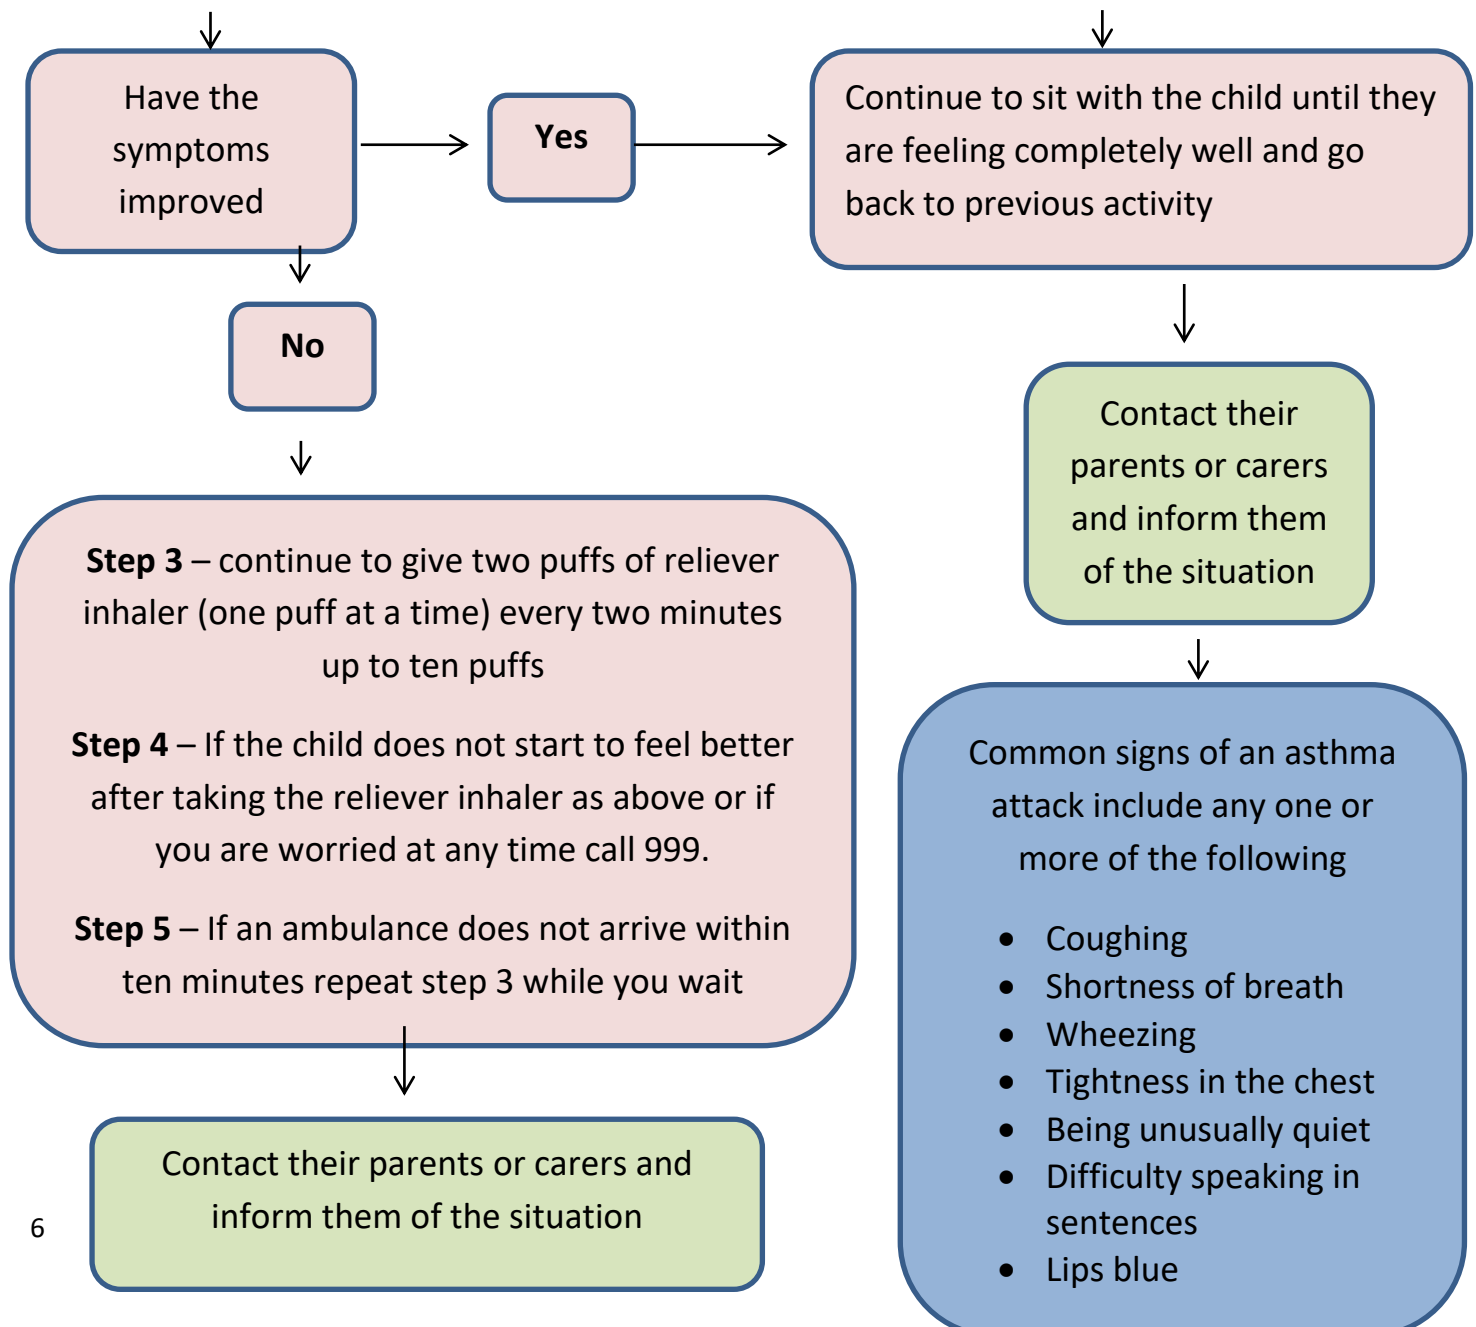 Have the
symptoms
improved
Yes
Continue to sit with the child until they
are feeling completely well and go
back to previous activity
No
Contact their
parents or carers
and inform them
of the situation
Step 3 – continue to give two puffs of reliever
inhaler (one puff at a time) every two minutes
up to ten puffs
Step 4 – If the child does not start to feel better
after taking the reliever inhaler as above or if
you are worried at any time call 999.
Step 5 – If an ambulance does not arrive within
ten minutes repeat step 3 while you wait
Common signs of an asthma
attack include any one or
more of the following
• Coughing
• Shortness of breath
• Wheezing
• Tightness in the chest
• Being unusually quiet
• Difficulty speaking in
sentences
• Lips blue
Contact their parents or carers and
inform them of the situation
6